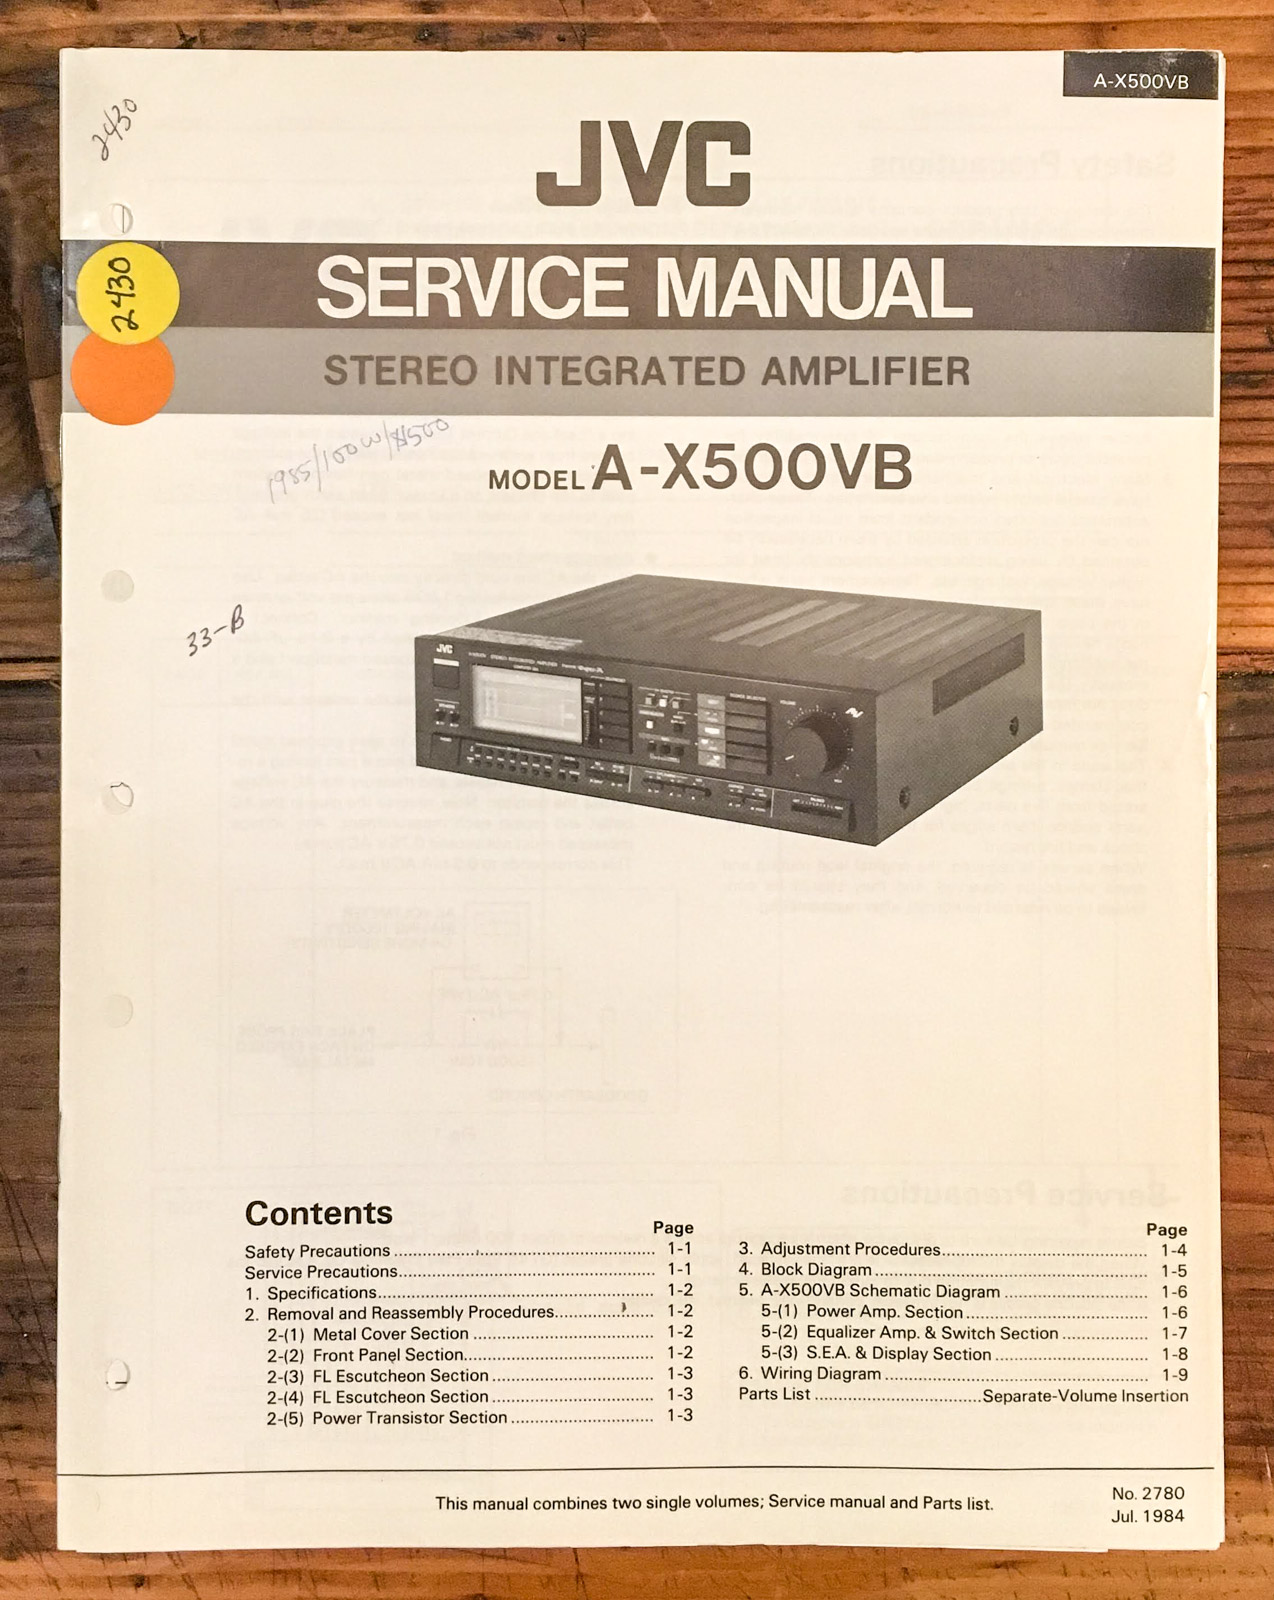 A-X500VB
2430
JVC
2430
SERVICE MANUAL
STEREO INTEGRATED AMPLIFIER
1985/100W/$1500
MODEL A-X500VB
33-B
JVC
Contents
Page
Safety Precautions ............ 1-1
Service Precautions............ 1-1
1. Specifications............ 1-2
2. Removal and Reassembly Procedures............ 1-2
2-(1) Metal Cover Section ............ 1-2
2-(2) Front Panel Section............ 1-2
2-(3) FL Escutcheon Section ............ 1-3
2-(4) FL Escutcheon Section ............ 1-3
2-(5) Power Transistor Section ............ 1-3
Page
3. Adjustment Procedures............ 1-4
4. Block Diagram ............ 1-5
5. A-X500VB Schematic Diagram ............ 1-6
5-(1) Power Amp. Section ............ 1-6
5-(2) Equalizer Amp. & Switch Section ............ 1-7
5-(3) S.E.A. & Display Section ............ 1-8
6. Wiring Diagram ............ 1-9
Parts List ............ Separate-Volume Insertion
This manual combines two single volumes; Service manual and Parts list.
No. 2780
Jul. 1984